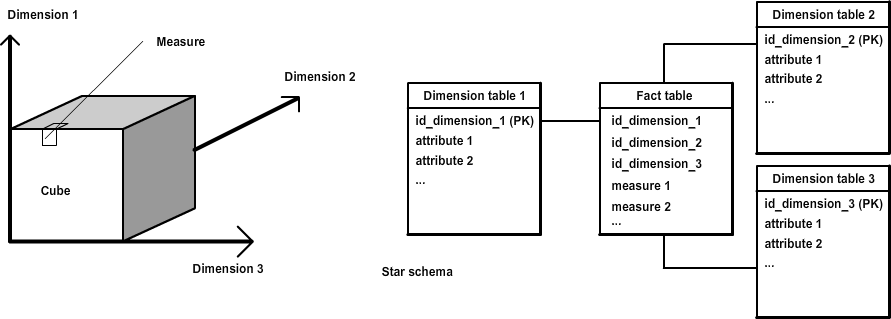 Dimension 1
Measure
Dimension 2
Cube
Dimension 3
Dimension table 1
id_dimension_1 (PK)
attribute 1
attribute 2
...
Fact table
id_dimension_1
id_dimension_2
id_dimension_3
measure 1
measure 2
...
Dimension table 2
id_dimension_2 (PK)
attribute 1
attribute 2
...
Dimension table 3
id_dimension_3 (PK)
attribute 1
attribute 2
...
Star schema